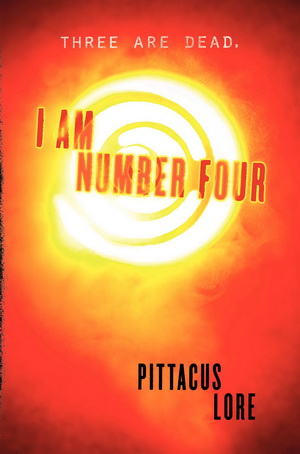 THREE ARE DEAD.
I AM
NUMBER FOUR
PITTACUS
LORE